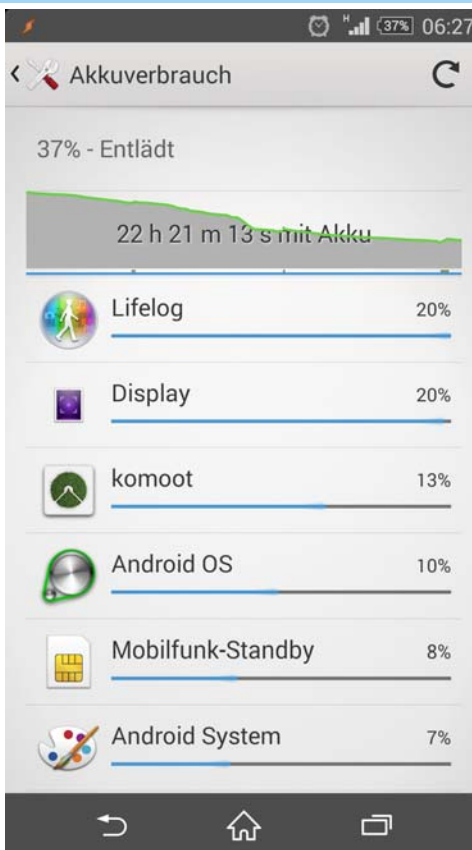 H 37% 06:27
Akkuverbrauch
37% - Entlädt
22 h 21 m 13 s mit Akku
Lifelog 20%
Display 20%
komoot 13%
Android OS 10%
Mobilfunk-Standby 8%
Android System 7%